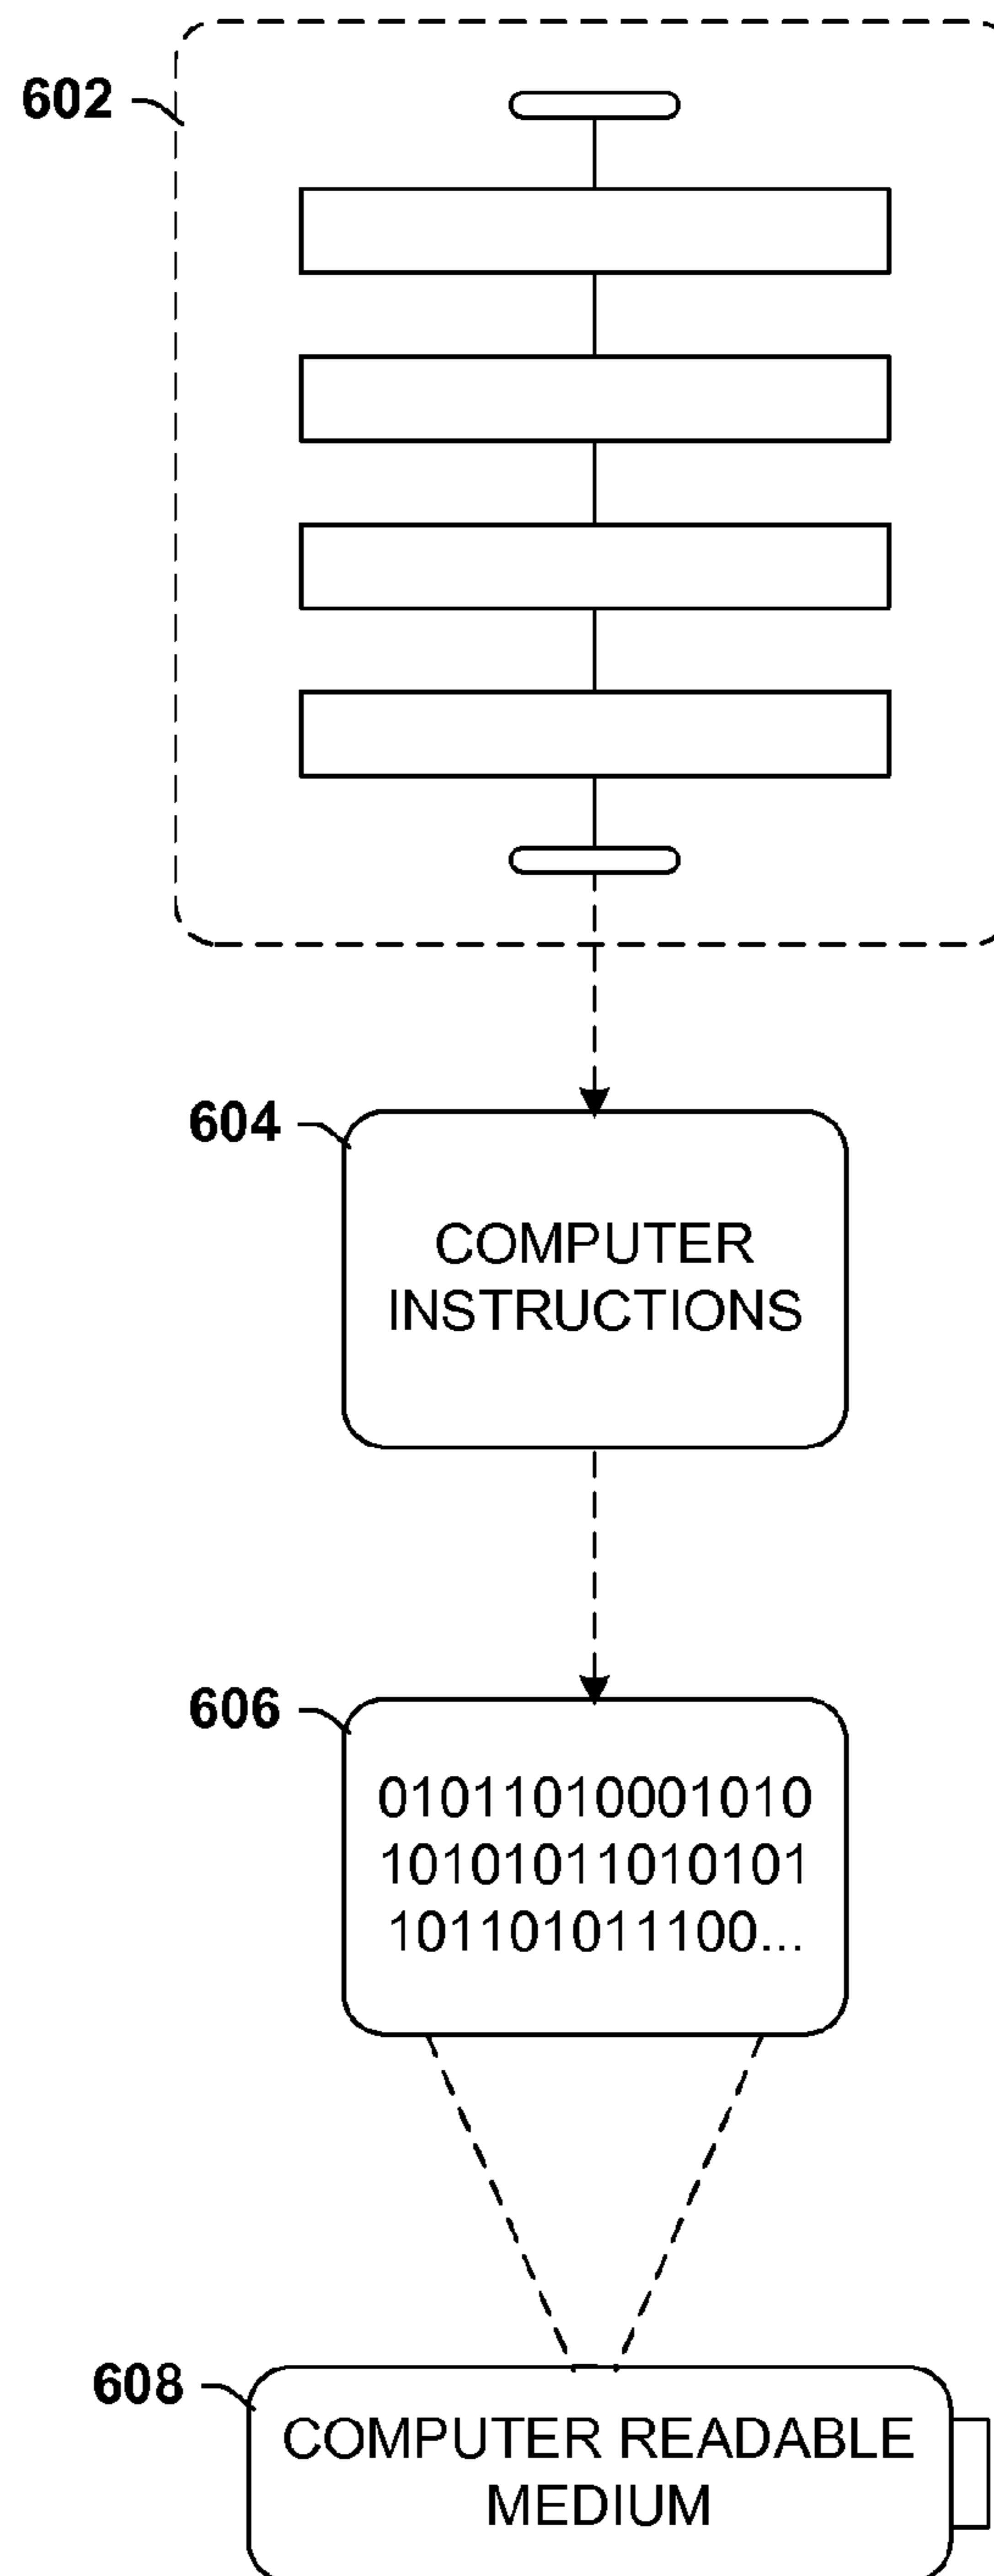 602
604
COMPUTER
INSTRUCTIONS
606
01011010001010
10101011010101
101101011100...
608
COMPUTER READABLE
MEDIUM